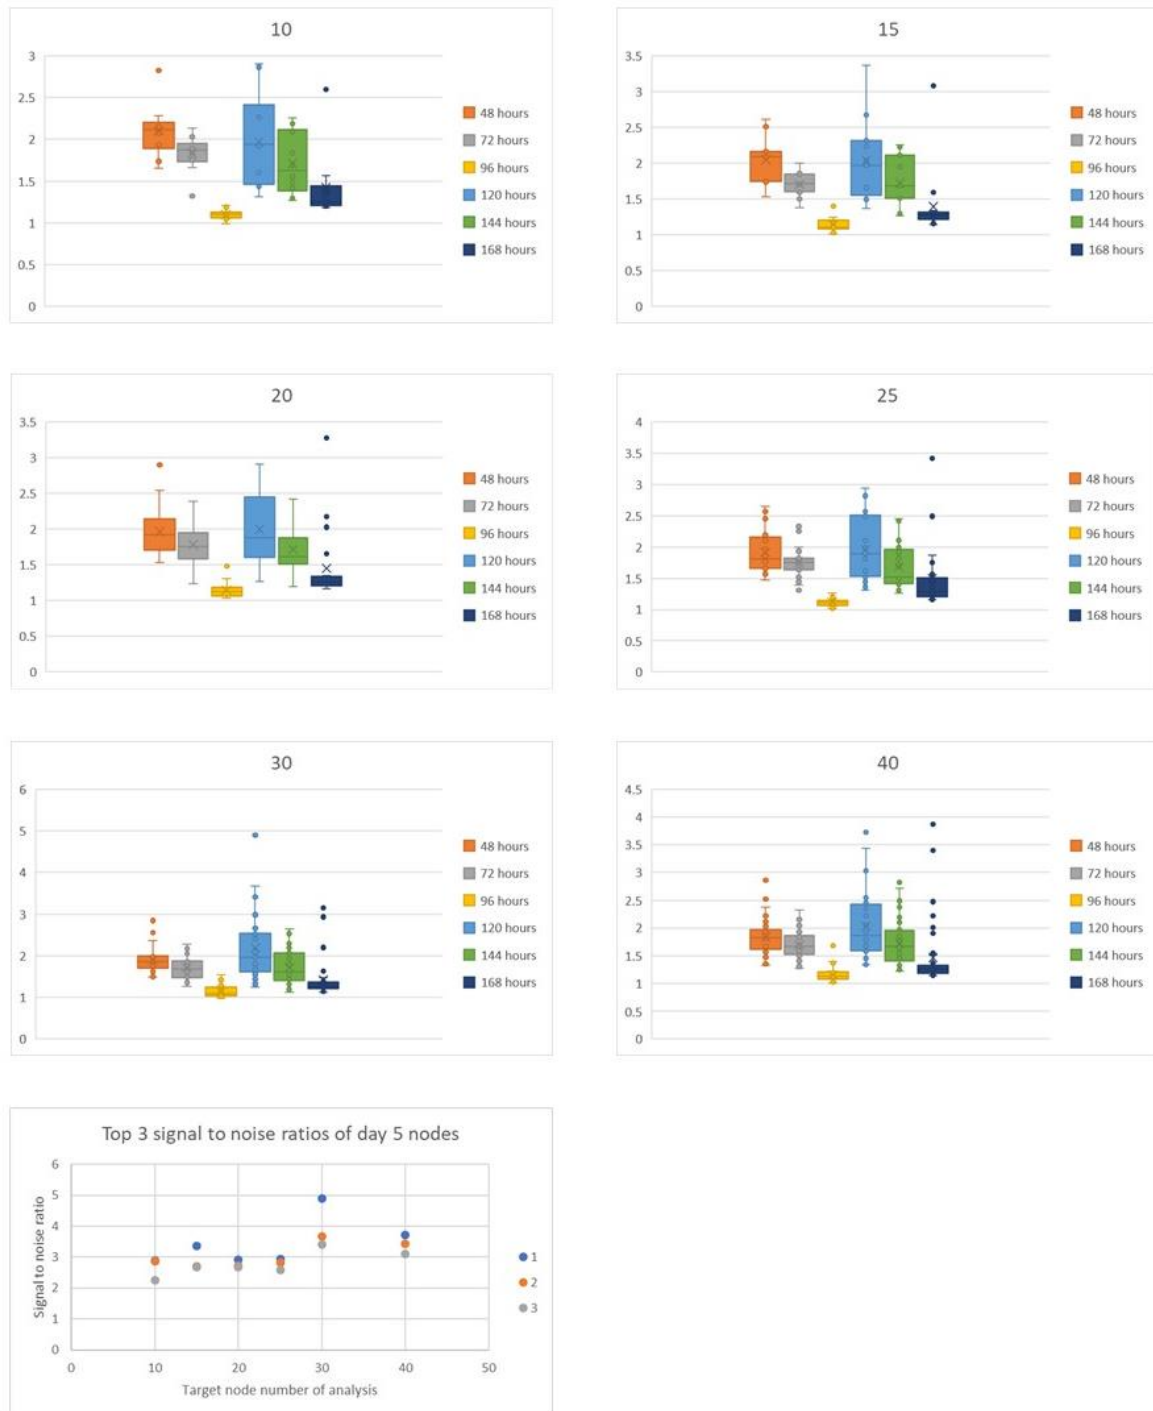 10
3
2.5
2
1.5
1
0.5
0
48 hours
72 hours
96 hours
120 hours
144 hours
168 hours
15
3.5
3
2.5
2
1.5
1
0.5
0
48 hours
72 hours
96 hours
120 hours
144 hours
168 hours
20
3.5
3
2.5
2
1.5
1
0.5
0
48 hours
72 hours
96 hours
120 hours
144 hours
168 hours
25
4
3.5
3
2.5
2
1.5
1
0.5
0
48 hours
72 hours
96 hours
120 hours
144 hours
168 hours
30
6
5
4
3
2
1
0
48 hours
72 hours
96 hours
120 hours
144 hours
168 hours
40
4.5
4
3.5
3
2.5
2
1.5
1
0.5
0
48 hours
72 hours
96 hours
120 hours
144 hours
168 hours
Top 3 signal to noise ratios of day 5 nodes
Signal to noise ratio
6
5
4
3
2
1
0
0 10 20 30 40 50
Target node number of analysis
1
2
3